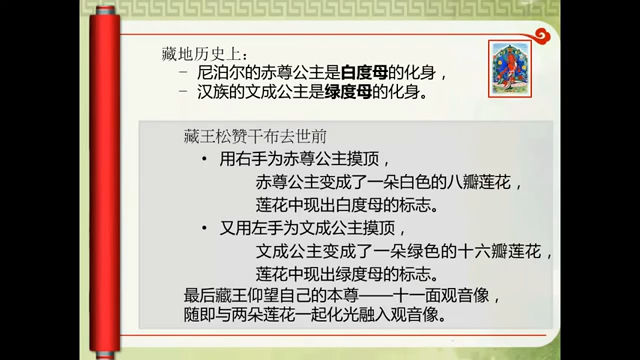 藏地历史上：
– 尼泊尔的赤尊公主是白度母的化身，
– 汉族的文成公主是绿度母的化身。
藏王松赞干布去世前
• 用右手为赤尊公主摸顶，
赤尊公主变成了一朵白色的八瓣莲花，
莲花中现出白度母的标志。
• 又用左手为文成公主摸顶，
文成公主变成了一朵绿色的十六瓣莲花，
莲花中现出绿度母的标志。
最后藏王仰望自己的本尊——十一面观音像，
随即与两朵莲花一起化光融入观音像。